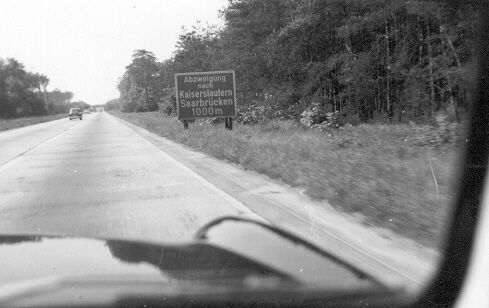 Abzweigung
nach
Kaiserslautern
Saarbrücken
1000m